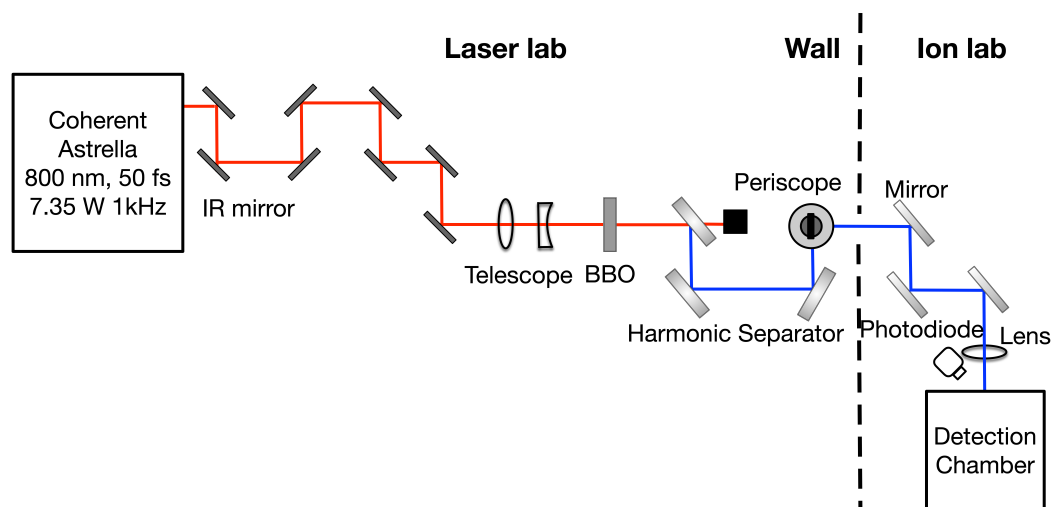 Laser lab
Wall
Ion lab
Coherent
Astrella
800 nm, 50 fs
7.35 W 1kHz
IR mirror
Periscope
Mirror
Telescope
BBO
Harmonic Separator
Photodiode
Lens
Detection
Chamber